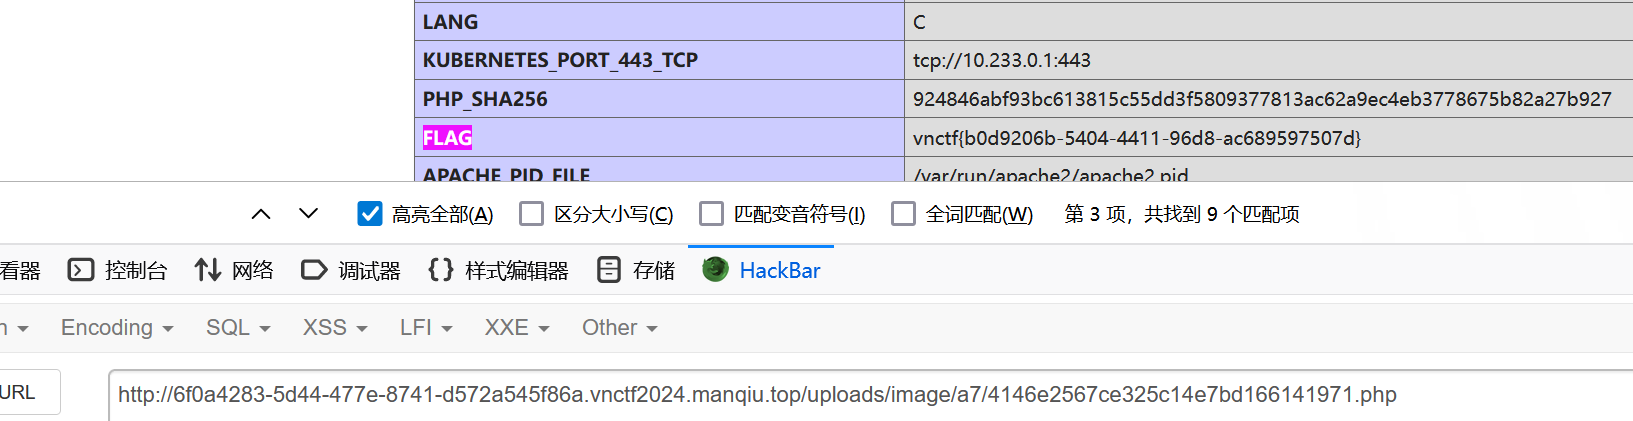 LANG C
KUBERNETES_PORT_443_TCP tcp://10.233.0.1:443
PHP_SHA256 924846abf93bc613815c55dd3f5809377813ac62a9ec4eb3778675b82a27b927
FLAG vnctf{b0d9206b-5404-4411-96d8-ac689597507d}
APACHE_PID_FILE /var/run/apache2/apache2.pid
高亮全部(A) 区分大小写(C) 匹配变音符号(I) 全词匹配(W) 第 3 项，共找到 9 个匹配项
看器 控制台 网络 调试器 样式编辑器 存储 HackBar
n Encoding SQL XSS LFI XXE Other
URL http://6f0a4283-5d44-477e-8741-d572a545f86a.vnctf2024.manqiu.top/uploads/image/a7/4146e2567ce325c14e7bd166141971.php